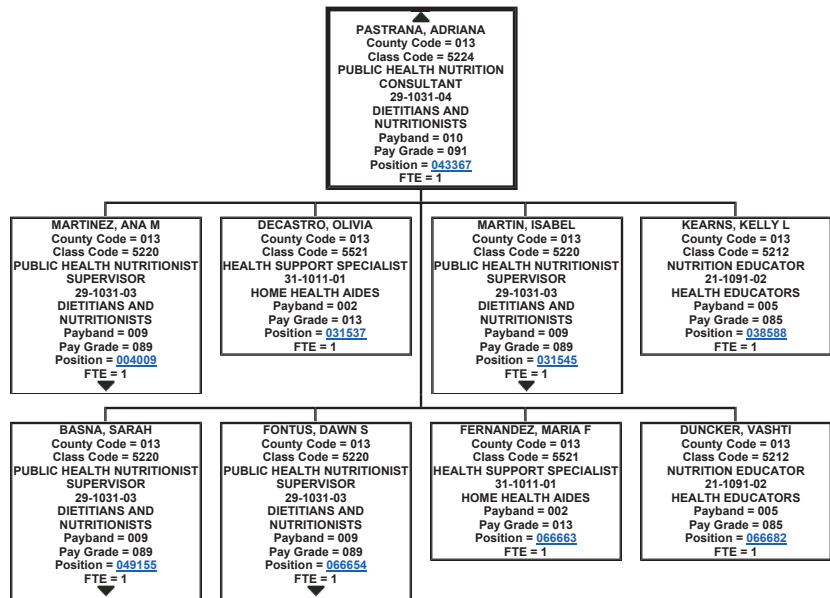 PASTRANA, ADRIANA
County Code = 013
Class Code = 5224
PUBLIC HEALTH NUTRITION
CONSULTANT
29-1031-04
DIETITIANS AND
NUTRITIONISTS
Payband = 010
Pay Grade = 091
Position = 043367
FTE = 1
MARTINEZ, ANA M
County Code = 013
Class Code = 5220
PUBLIC HEALTH NUTRITIONIST
SUPERVISOR
29-1031-03
DIETITIANS AND
NUTRITIONISTS
Payband = 009
Pay Grade = 089
Position = 004009
FTE = 1
DECASTRO, OLIVIA
County Code = 013
Class Code = 5521
HEALTH SUPPORT SPECIALIST
31-1011-01
HOME HEALTH AIDES
Payband = 002
Pay Grade = 013
Position = 031537
FTE = 1
MARTIN, ISABEL
County Code = 013
Class Code = 5220
PUBLIC HEALTH NUTRITIONIST
SUPERVISOR
29-1031-03
DIETITIANS AND
NUTRITIONISTS
Payband = 009
Pay Grade = 089
Position = 031545
FTE = 1
KEARNS, KELLY L
County Code = 013
Class Code = 5212
NUTRITION EDUCATOR
21-1091-02
HEALTH EDUCATORS
Payband = 005
Pay Grade = 085
Position = 038588
FTE = 1
BASNA, SARAH
County Code = 013
Class Code = 5220
PUBLIC HEALTH NUTRITIONIST
SUPERVISOR
29-1031-03
DIETITIANS AND
NUTRITIONISTS
Payband = 009
Pay Grade = 089
Position = 049155
FTE = 1
FONTUS, DAWN S
County Code = 013
Class Code = 5220
PUBLIC HEALTH NUTRITIONIST
SUPERVISOR
29-1031-03
DIETITIANS AND
NUTRITIONISTS
Payband = 009
Pay Grade = 089
Position = 066654
FTE = 1
FERNANDEZ, MARIA F
County Code = 013
Class Code = 5521
HEALTH SUPPORT SPECIALIST
31-1011-01
HOME HEALTH AIDES
Payband = 002
Pay Grade = 013
Position = 066663
FTE = 1
DUNCKER, VASHTI
County Code = 013
Class Code = 5212
NUTRITION EDUCATOR
21-1091-02
HEALTH EDUCATORS
Payband = 005
Pay Grade = 085
Position = 066682
FTE = 1